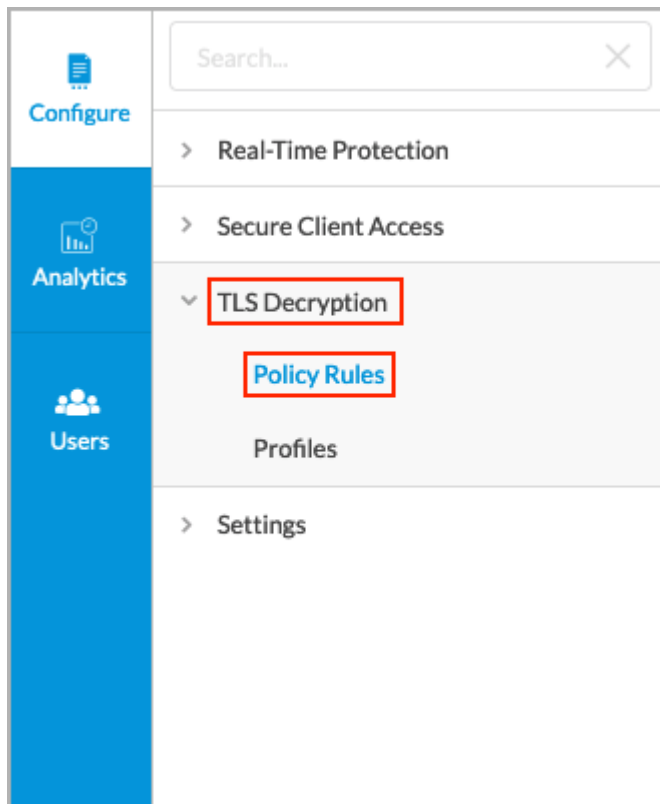 Configure
Analytics
Users
Search...
Real-Time Protection
Secure Client Access
TLS Decryption
Policy Rules
Profiles
Settings